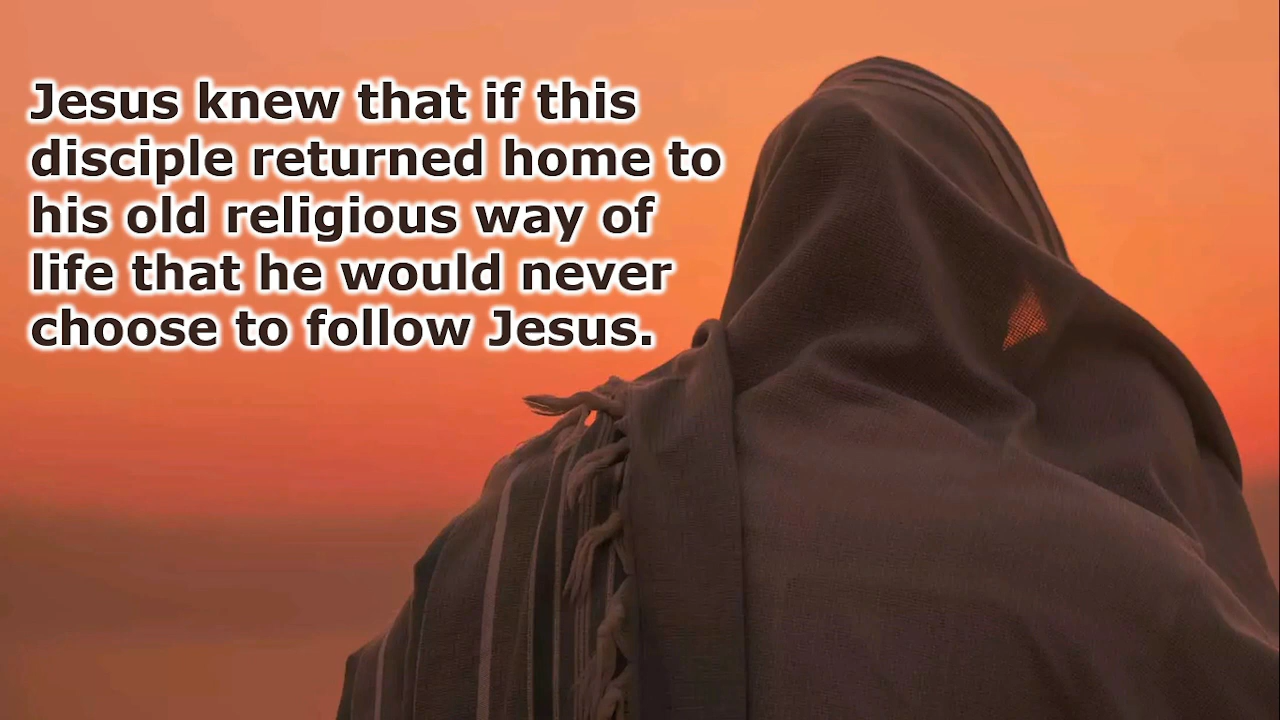 Jesus knew that if this
disciple returned home to
his old religious way of
life that he would never
choose to follow Jesus.